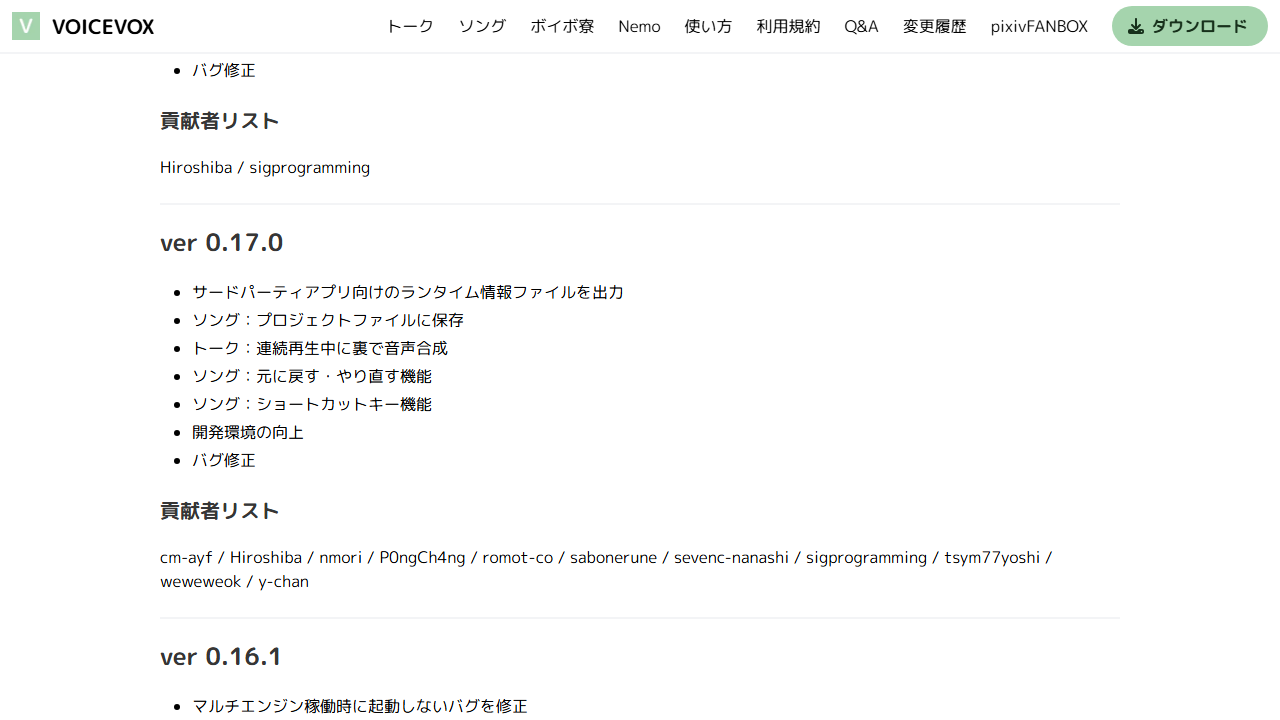 V VOICEVOX トーク ソング ボイボ寮 Nemo 使い方 利用規約 Q&A 変更履歴 pixivFANBOX ダウンロード
• バグ修正
貢献者リスト
Hiroshiba / sigprogramming
ver 0.17.0
• サードパーティアプリ向けのランタイム情報ファイルを出力
• ソング：プロジェクトファイルに保存
• トーク：連続再生中に裏で音声合成
• ソング：元に戻す・やり直す機能
• ソング：ショートカットキー機能
• 開発環境の向上
• バグ修正
貢献者リスト
cm-ayf / Hiroshiba / nmori / P0ngCh4ng / romot-co / sabonerune / sevenc-nanashi / sigprogramming / tsym77yoshi /
weweweok / y-chan
ver 0.16.1
• マルチエンジン稼働時に起動しないバグを修正